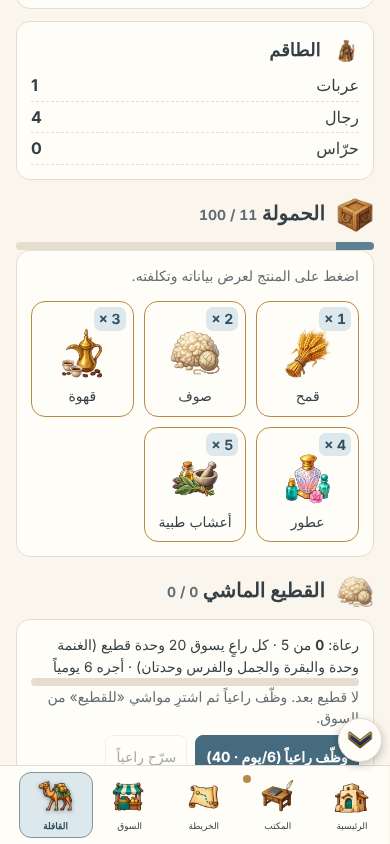 الطاقم
عربات 1
رجال 4
حرّاس 0
الحمولة 11 / 100
اضغط على المنتج لعرض بياناته وتكلفته.
× 1
قمح
× 2
صوف
× 3
قهوة
× 4
عطور
× 5
أعشاب طبية
القطيع الماشي 0 / 0
رعاة: 0 من 5 · كل راعٍ يسوق 20 وحدة قطيع (الغنمة
وحدة والبقرة والجمل والفرس وحدتان) · أجره 6 يومياً
لا قطيع بعد. وظّف راعياً ثم اشترِ مواشي «للقطيع» من
السوق.
وظّف راعياً (6/يوم · 40)
سرّح راعياً
الرئيسية
المكتب
الخريطة
السوق
القافلة